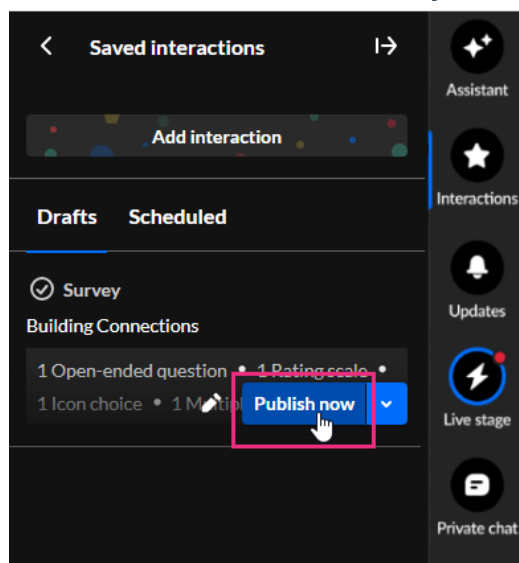 Saved interactions
Add interaction
Drafts Scheduled
Survey
Building Connections
1 Open-ended question • 1 Rating scale •
1 Icon choice • 1
Publish now
Assistant
Interactions
Updates
Live stage
Private chat